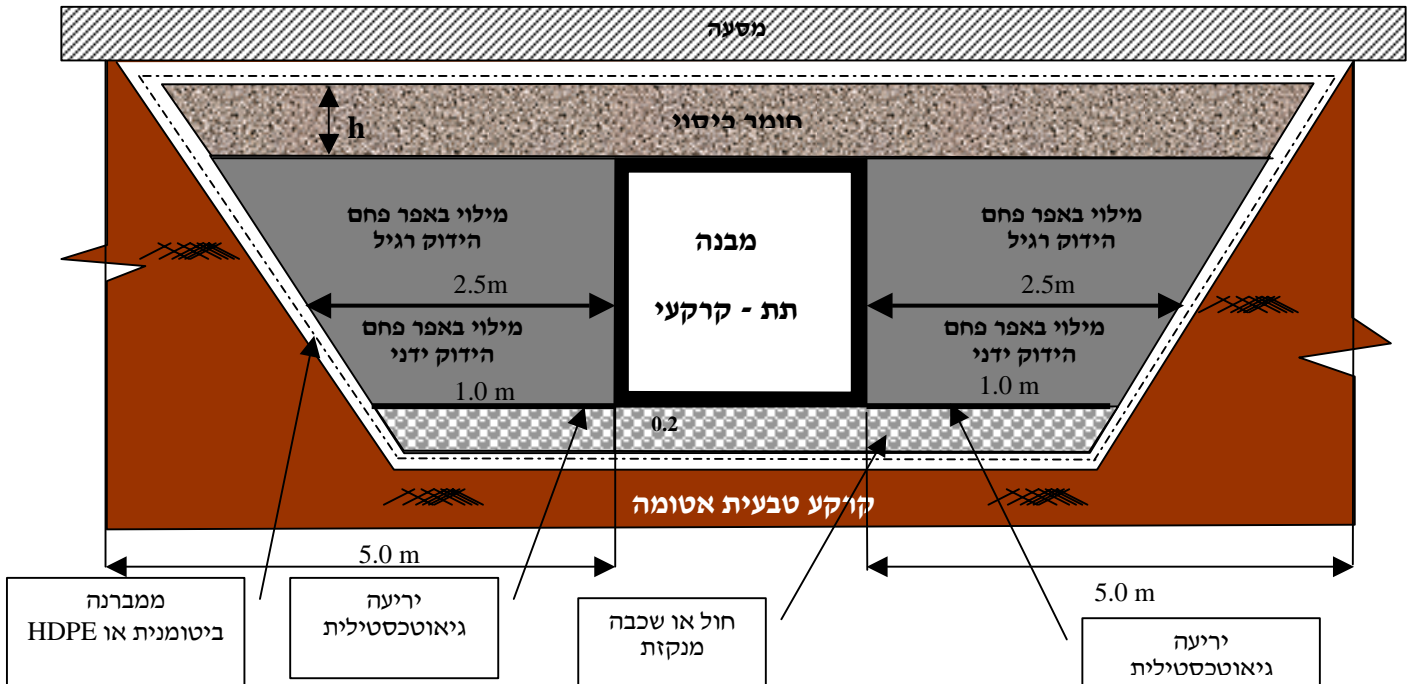 מסעה
h
חומר כיסוי
מילוי באפר פחם
הידוק רגיל
מבנה
תת - קרקעי
מילוי באפר פחם
הידוק רגיל
2.5m
2.5m
מילוי באפר פחם
הידוק ידני
מילוי באפר פחם
הידוק ידני
1.0 m
1.0 m
0.2
קרקע טבעית אטומה
5.0 m
5.0 m
ממברנה
ביטומנית או HDPE
יריעה
גיאוטכסטילית
חול או שכבה
מנקזת
יריעה
גיאוטכסטילית